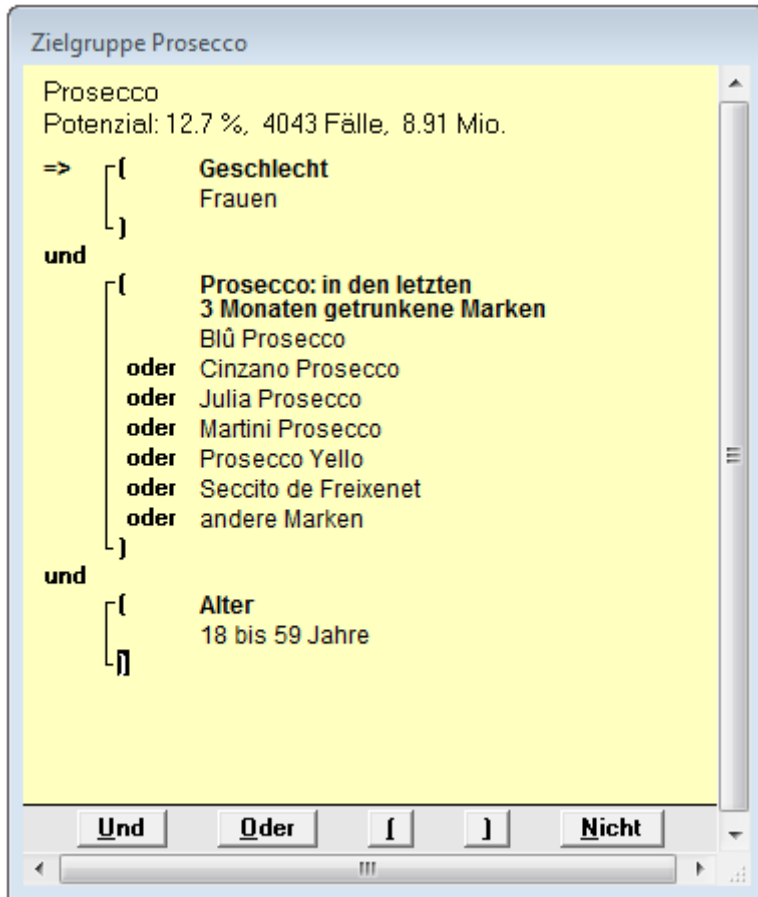 Zielgruppe Prosecco
Prosecco
Potenzial: 12.7 %, 4043 Fälle, 8.91 Mio.
=> ( Geschlecht
Frauen
)
und
( Prosecco: in den letzten
3 Monaten getrunkene Marken
Blû Prosecco
oder Cinzano Prosecco
oder Julia Prosecco
oder Martini Prosecco
oder Prosecco Yello
oder Seccito de Freixenet
oder andere Marken
)
und
( Alter
18 bis 59 Jahre
)
Und Oder ( ) Nicht